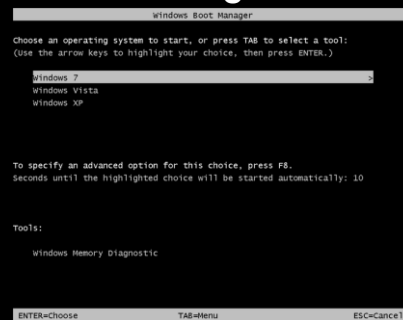 Windows Boot Manager
Choose an operating system to start, or press TAB to select a tool:
(Use the arrow keys to highlight your choice, then press ENTER.)
Windows 7 >
Windows Vista
Windows XP
To specify an advanced option for this choice, press F8.
Seconds until the highlighted choice will be started automatically: 10
Tools:
Windows Memory Diagnostic
ENTER=Choose TAB=Menu ESC=Cancel